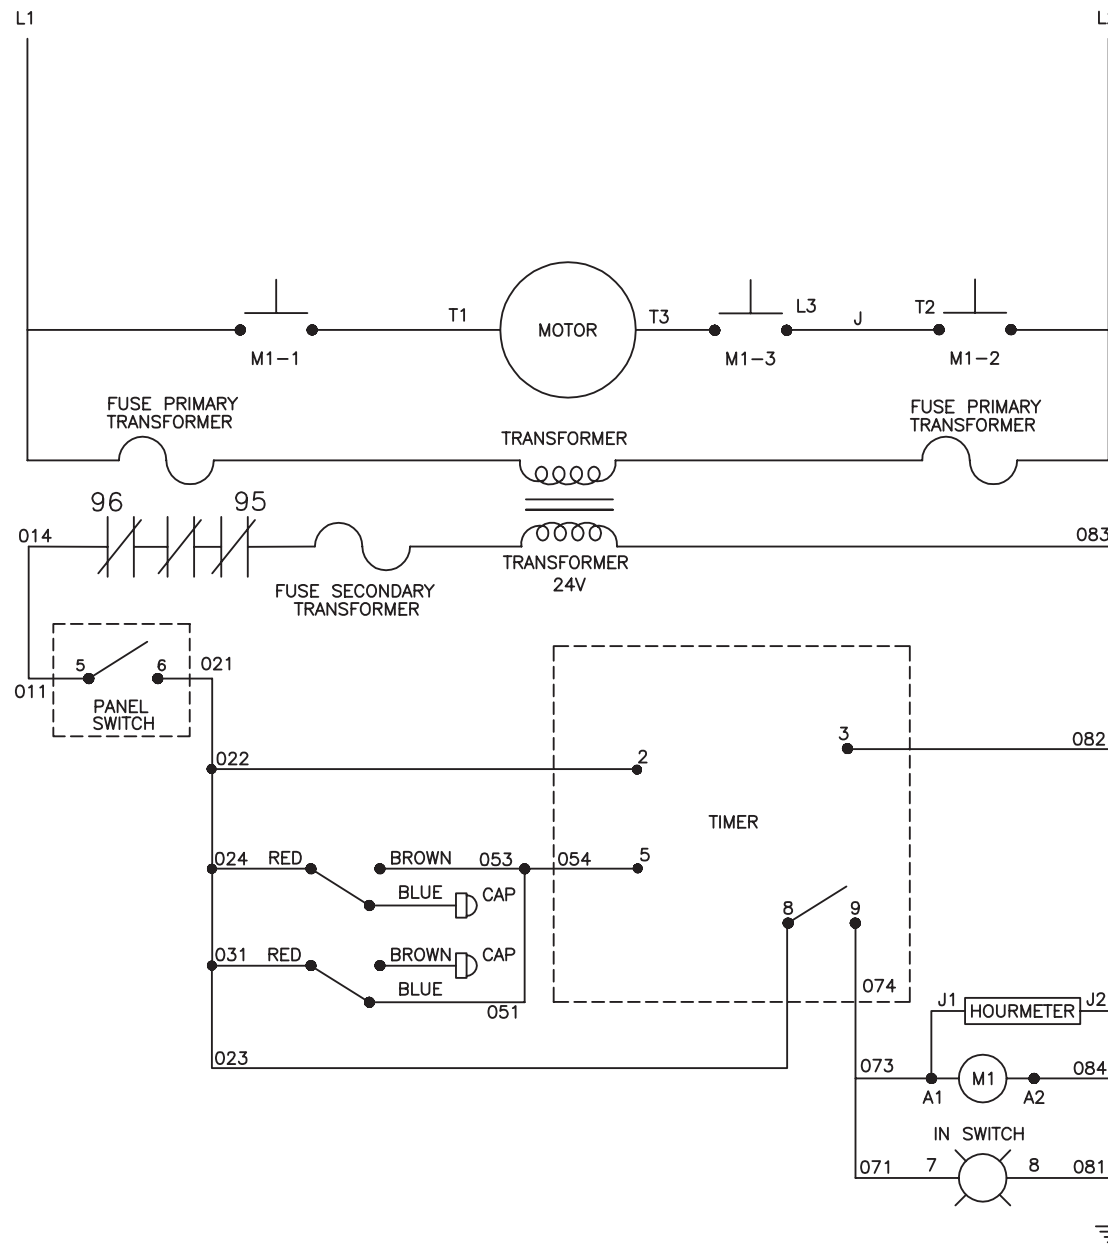 L1
T1
MOTOR
T3
L3
J
T2
M1-1
M1-3
M1-2
FUSE PRIMARY
TRANSFORMER
TRANSFORMER
FUSE PRIMARY
TRANSFORMER
96
95
014
083
TRANSFORMER
24V
FUSE SECONDARY
TRANSFORMER
5
6
021
011
PANEL
SWITCH
022
2
3
082
TIMER
024
RED
BROWN
053
054
5
BLUE
CAP
8
9
031
RED
BROWN
CAP
BLUE
051
074
J1
HOURMETER
J2
023
073
M1
084
A1
A2
IN SWITCH
071
7
8
081